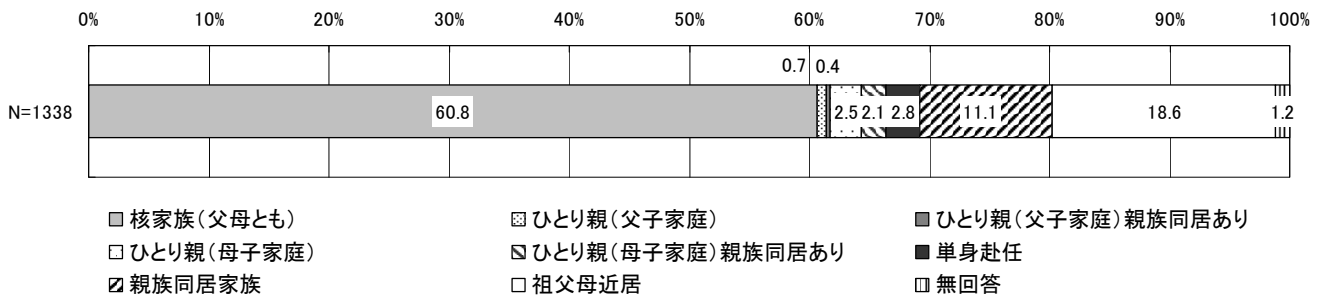 0% 10% 20% 30% 40% 50% 60% 70% 80% 90% 100%
0.7 0.4
N=1338 60.8 2.5 2.1 2.8 11.1 18.6 1.2
核家族(父母とも) ひとり親(父子家庭) ひとり親(父子家庭)親族同居あり
ひとり親(母子家庭) ひとり親(母子家庭)親族同居あり 単身赴任
親族同居家族 祖父母近居 無回答